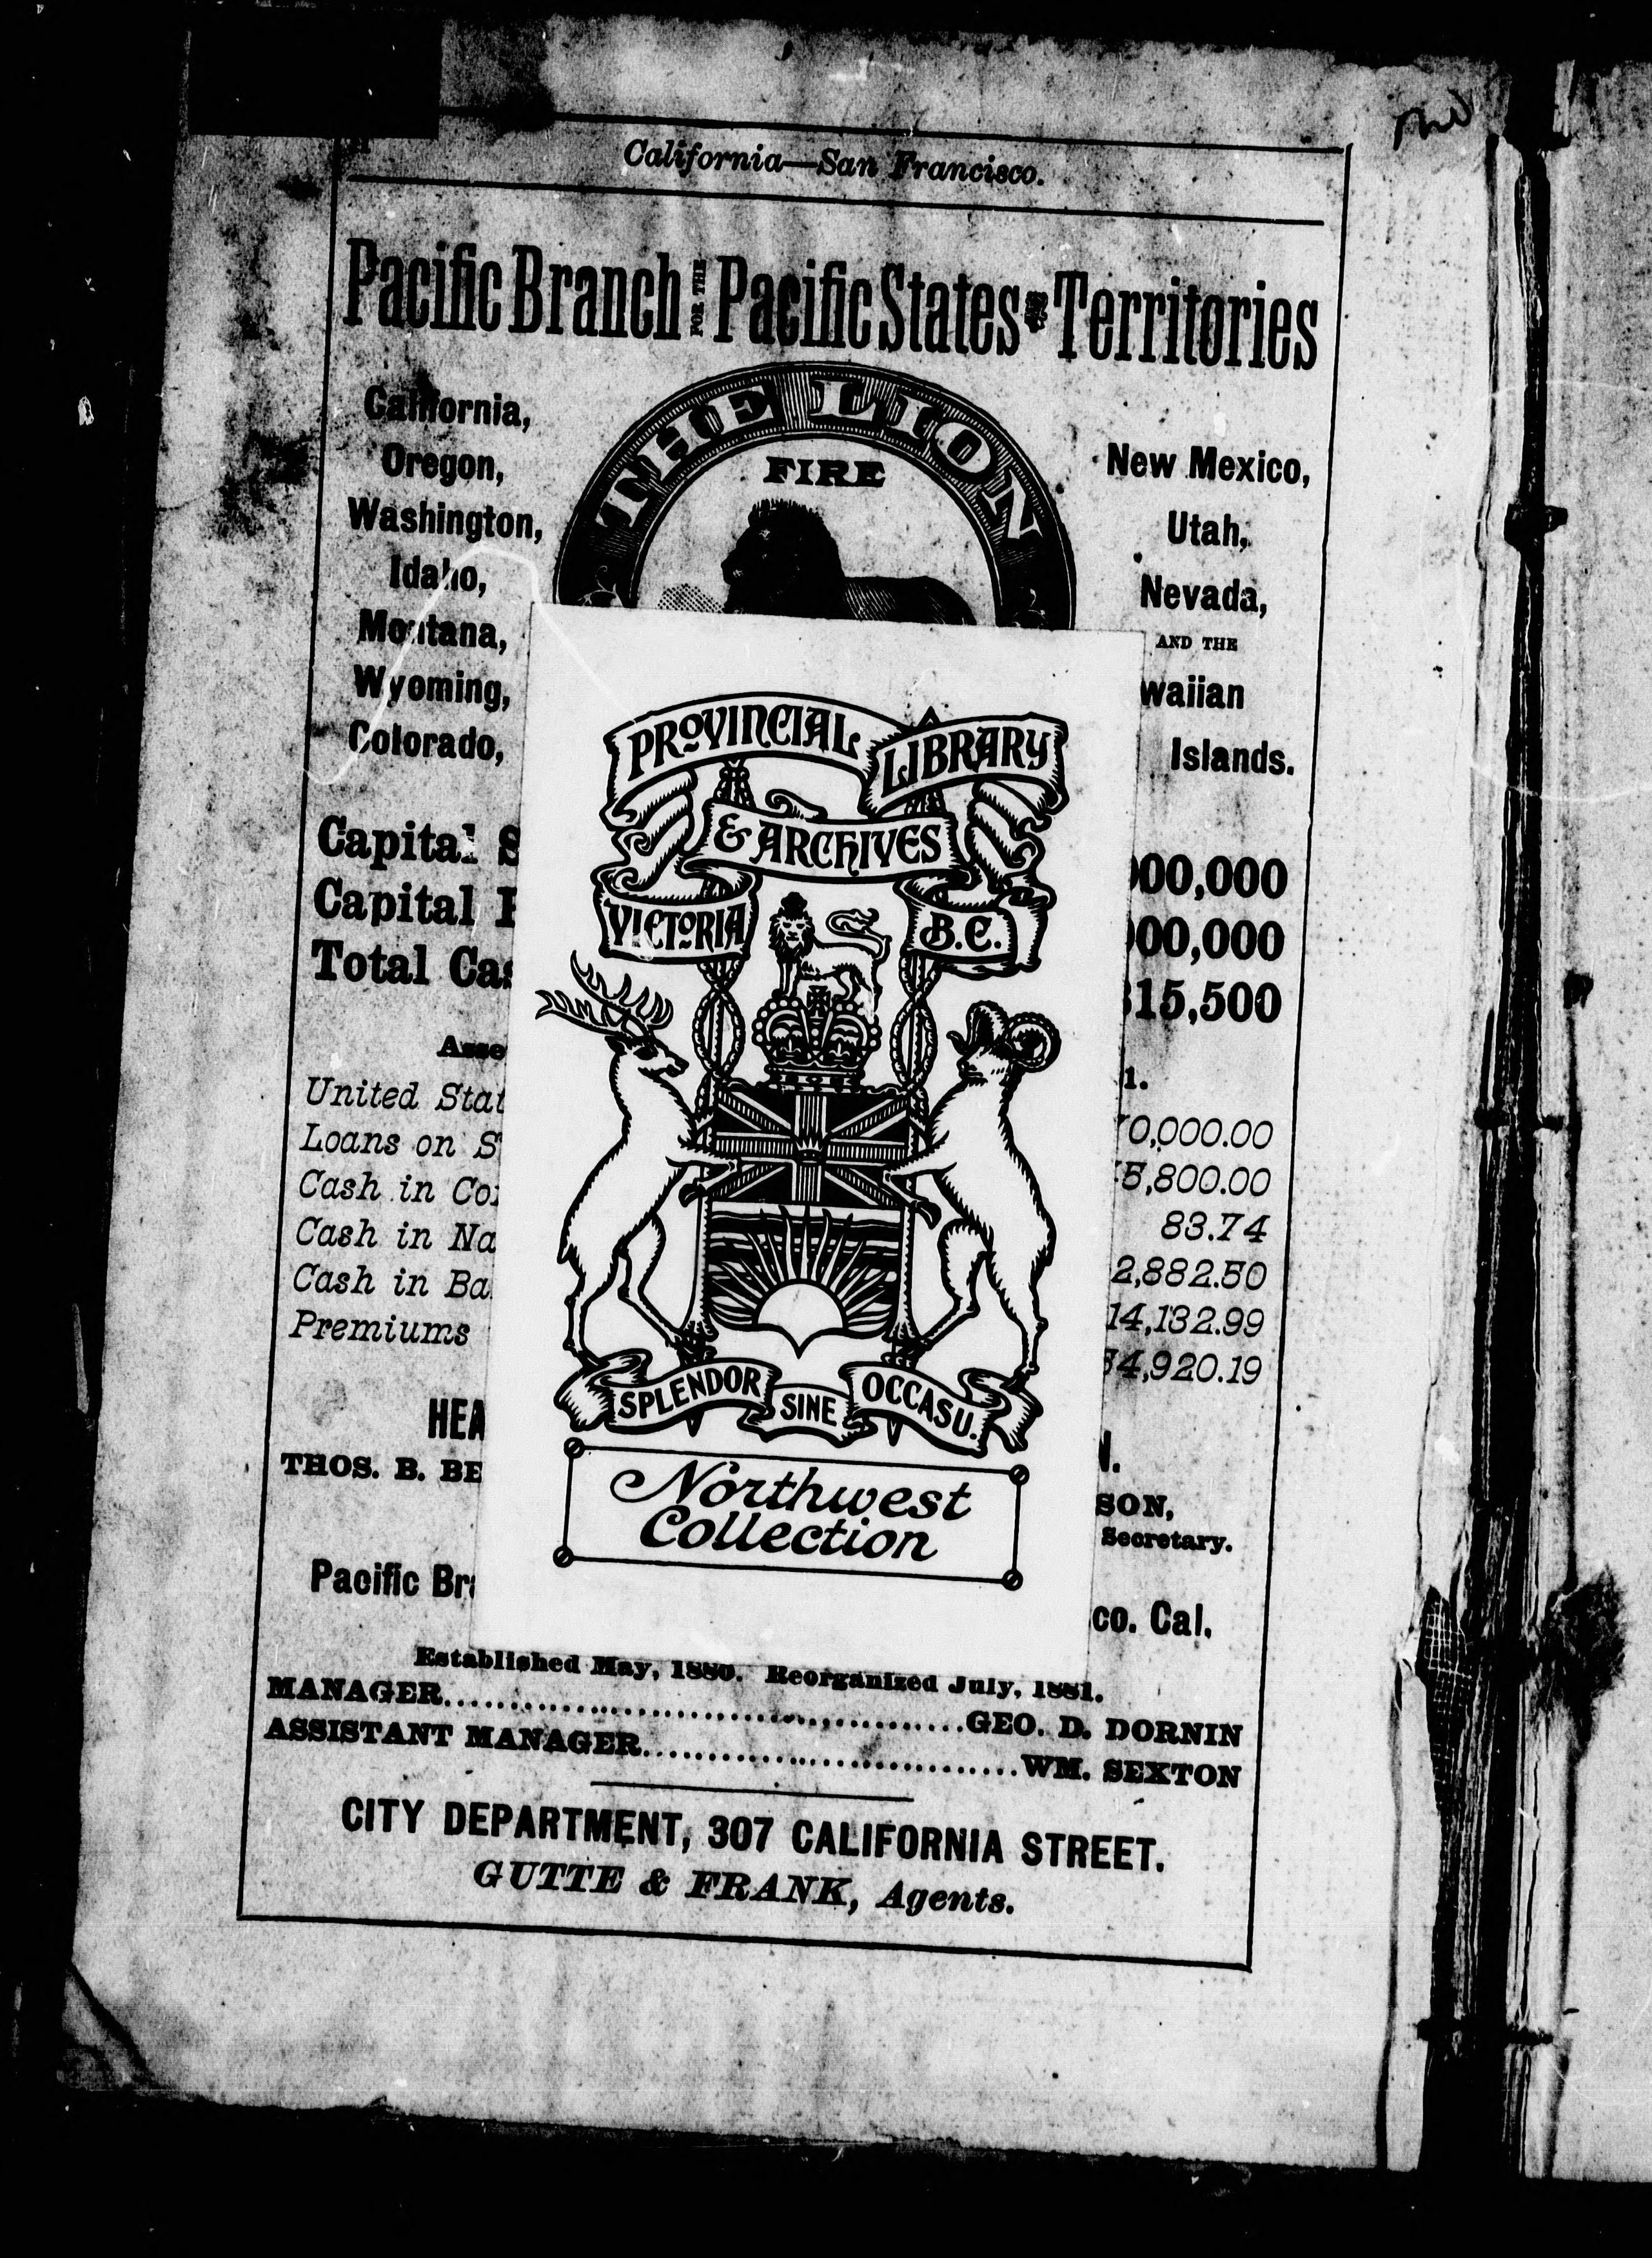 California—San Francisco.
Pacific Branch FOR THE Pacific States AND Territories
THE LION
FIRE
California,
Oregon,
Washington,
Idaho,
Montana,
Wyoming,
Colorado,
New Mexico,
Utah,
Nevada,
AND THE
waiian
Islands.
PROVINCIAL LIBRARY
& ARCHIVES
VICTORIA B.C.
SPLENDOR SINE OCCASU.
Northwest
Collection
Capital S 00,000
Capital 00,000
Total Cas 15,500
Asse 1.
United Stat 0,000.00
Loans on S 5,800.00
Cash in Co 83.74
Cash in Na 2,882.50
Cash in Ba 14,132.99
Premiums 4,920.19
HEA
THOS. B. BE SON,
Secretary.
Pacific Br co. Cal.
Established May, 1880. Reorganized July, 1881.
MANAGER GEO. D. DORNIN
ASSISTANT MANAGER WM. SEXTON
CITY DEPARTMENT, 307 CALIFORNIA STREET.
GUTTE & FRANK, Agents.